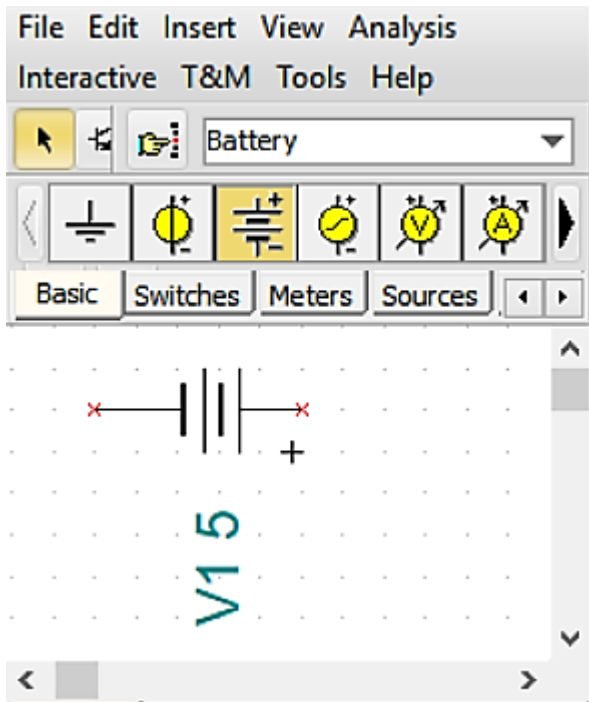 File Edit Insert View Analysis
Interactive T&M Tools Help
Battery
V A
Basic Switches Meters Sources
+
V1 5